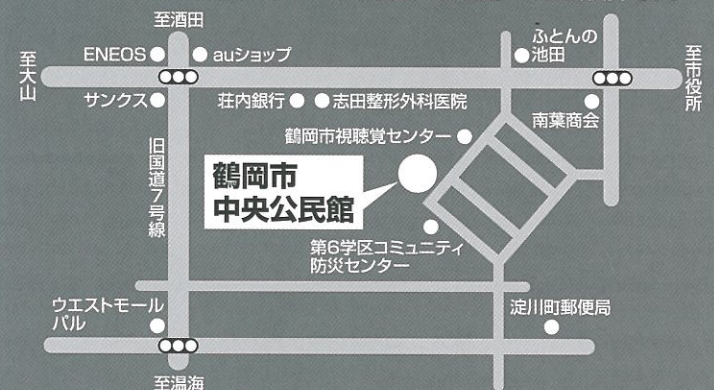 至酒田
ENEOS
auショップ
ふとんの
池田
至大山
至市役所
サンクス
荘内銀行
志田整形外科医院
南葉商会
鶴岡市視聴覚センター
旧国道7号線
鶴岡市
中央公民館
第6学区コミュニティ
防災センター
ウエストモール
パル
淀川町郵便局
至温海